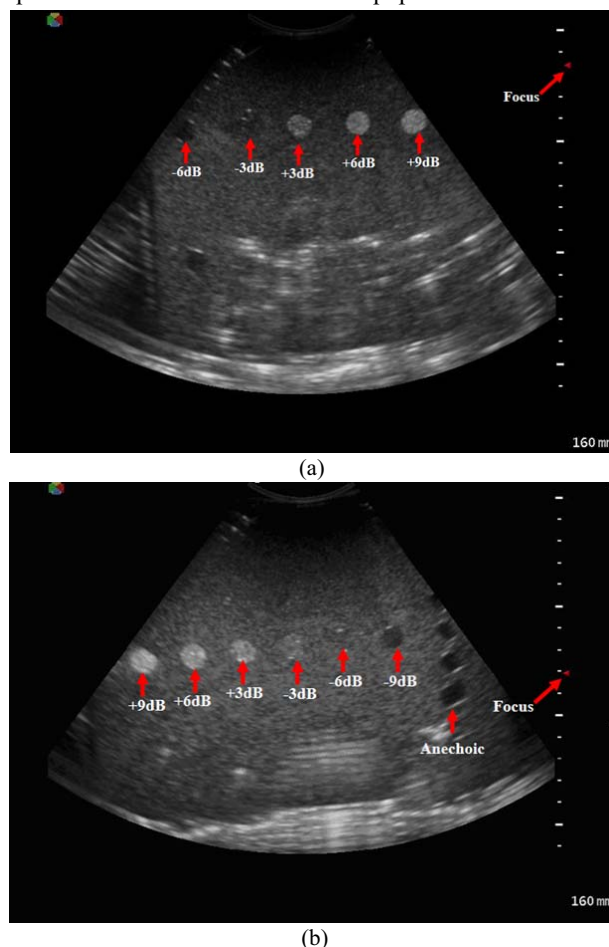 Focus
-6dB
-3dB
+3dB
+6dB
+9dB
160 mm
(a)
+9dB
+6dB
+3dB
-3dB
-6dB
-9dB
Focus
Anechoic
160 mm
(b)